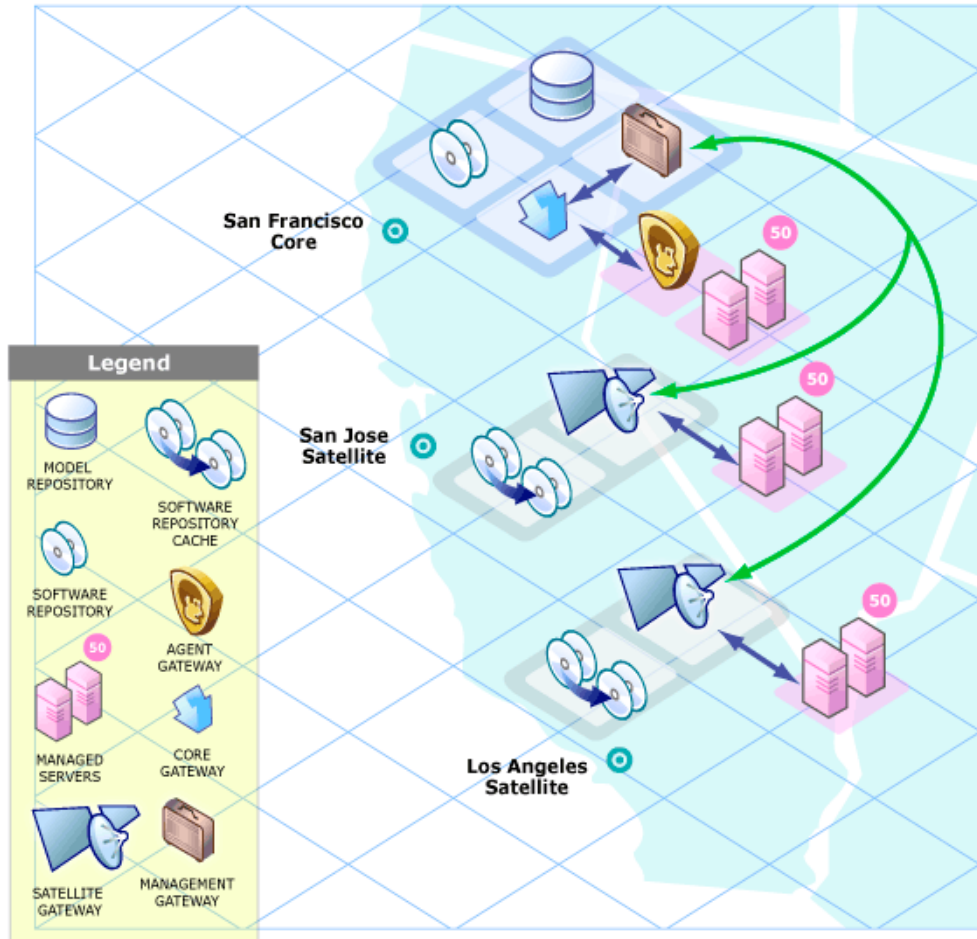 San Francisco
Core
50
San Jose
Satellite
50
Los Angeles
Satellite
50
Legend
MODEL
REPOSITORY
SOFTWARE
REPOSITORY
CACHE
SOFTWARE
REPOSITORY
AGENT
GATEWAY
50
MANAGED
SERVERS
CORE
GATEWAY
SATELLITE
GATEWAY
MANAGEMENT
GATEWAY